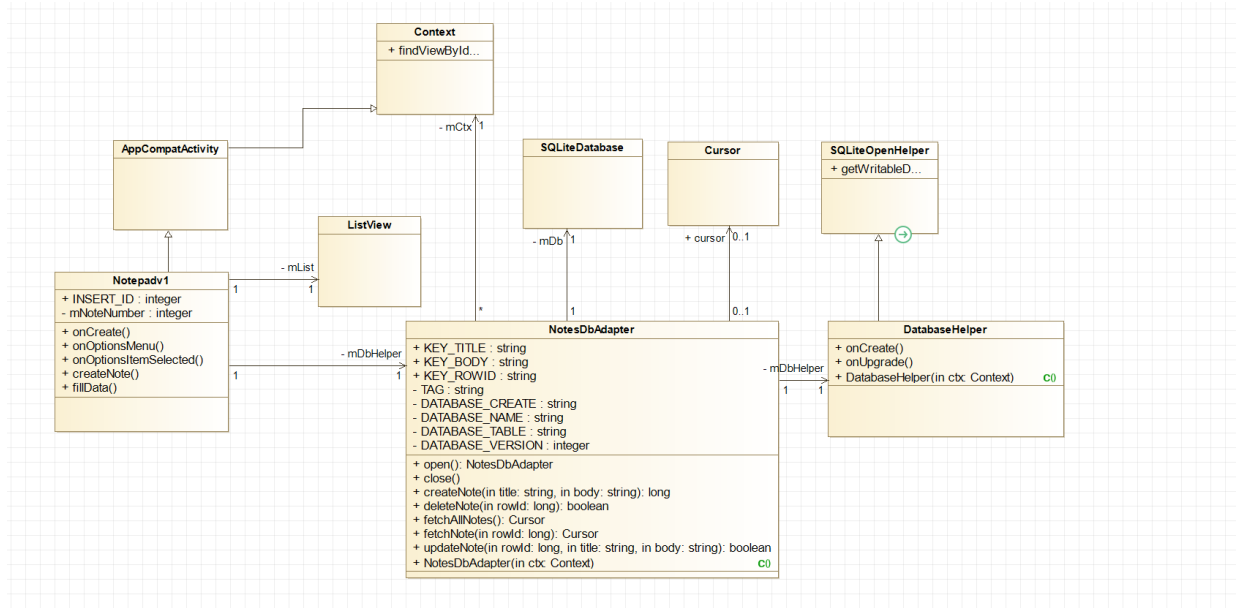 Context
+ findViewById...
- mCtx
1
AppCompatActivity
SQLiteDatabase
Cursor
SQLiteOpenHelper
+ getWritableD...
ListView
- mDb
1
+ cursor
0..1
- mList
1
1
Notepadv1
+ INSERT_ID : integer
- mNoteNumber : integer
+ onCreate()
+ onOptionsMenu()
+ onOptionsItemSelected()
+ createNote()
+ fillData()
*
1
0..1
- mDbHelper
1
1
NotesDbAdapter
+ KEY_TITLE : string
+ KEY_BODY : string
+ KEY_ROWID : string
- TAG : string
- DATABASE_CREATE : string
- DATABASE_NAME : string
- DATABASE_TABLE : string
- DATABASE_VERSION : integer
+ open(): NotesDbAdapter
+ close()
+ createNote(in title: string, in body: string): long
+ deleteNote(in rowId: long): boolean
+ fetchAllNotes(): Cursor
+ fetchNote(in rowId: long): Cursor
+ updateNote(in rowId: long, in title: string, in body: string): boolean
+ NotesDbAdapter(in ctx: Context) C()
- mDbHelper
1
1
DatabaseHelper
+ onCreate()
+ onUpgrade()
+ DatabaseHelper(in ctx: Context) C()